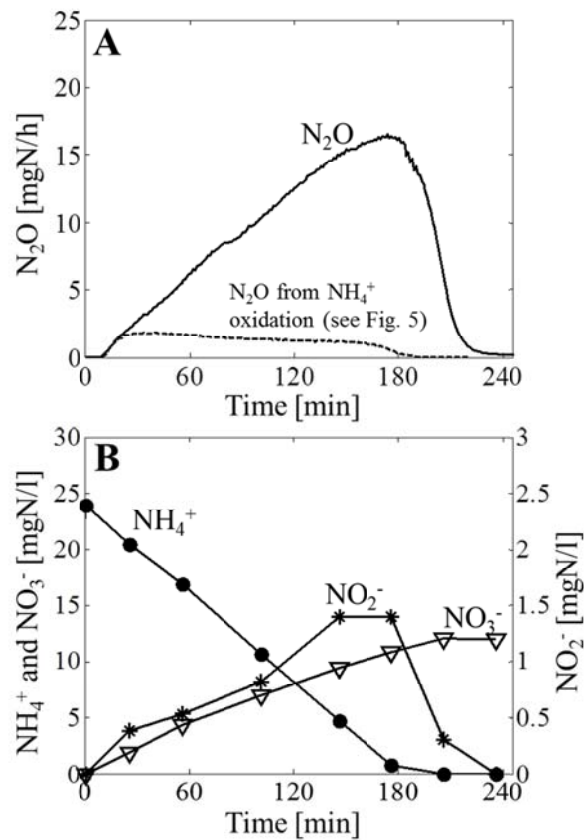 A
25
20
15
10
5
0
N₂O [mgN/h]
N₂O
N₂O from NH₄⁺
oxidation (see Fig. 5)
0 60 120 180 240
Time [min]
B
30
25
20
15
10
5
0
NH₄⁺ and NO₃⁻ [mgN/l]
NH₄⁺
NO₂⁻
NO₃⁻
3
2.5
2
1.5
1
0.5
0
NO₂⁻ [mgN/l]
0 60 120 180 240
Time [min]